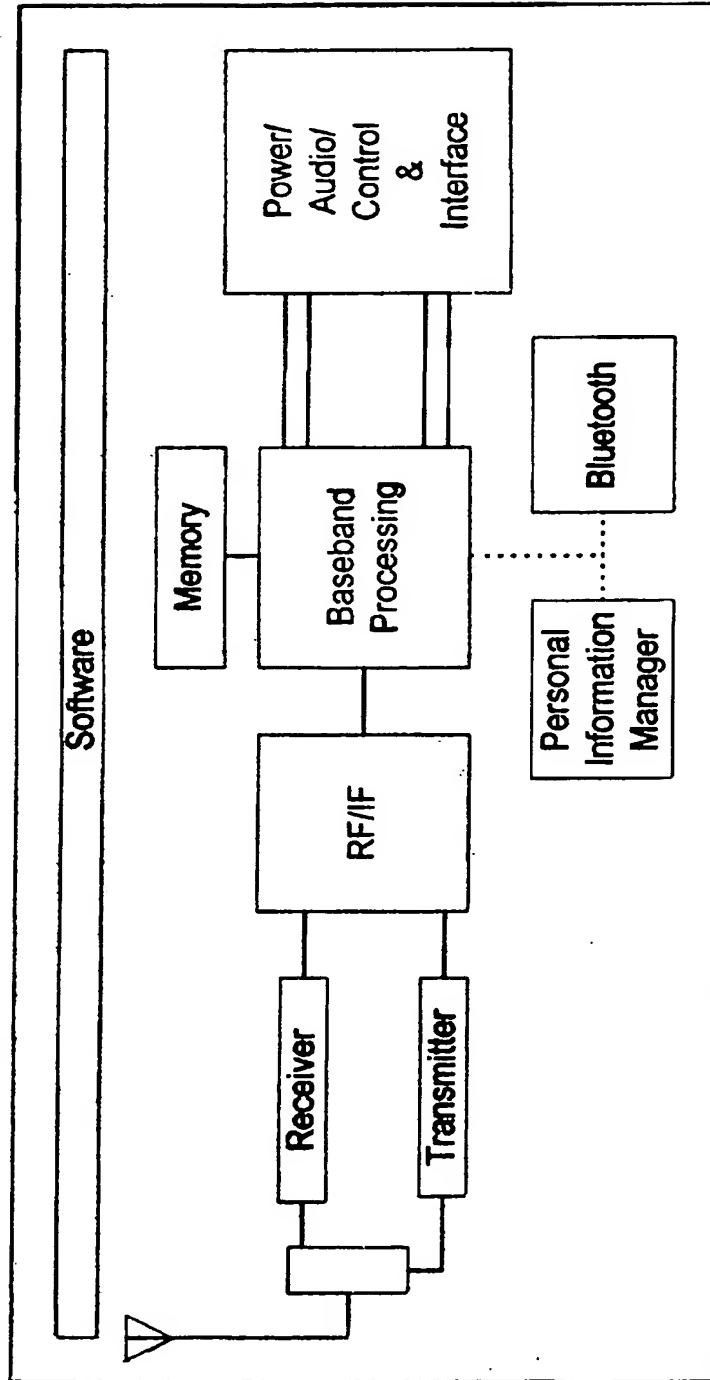 Software
Memory
Receiver
Transmitter
RF/IF
Baseband
Processing
Power/
Audio/
Control
&
Interface
Personal
Information
Manager
Bluetooth